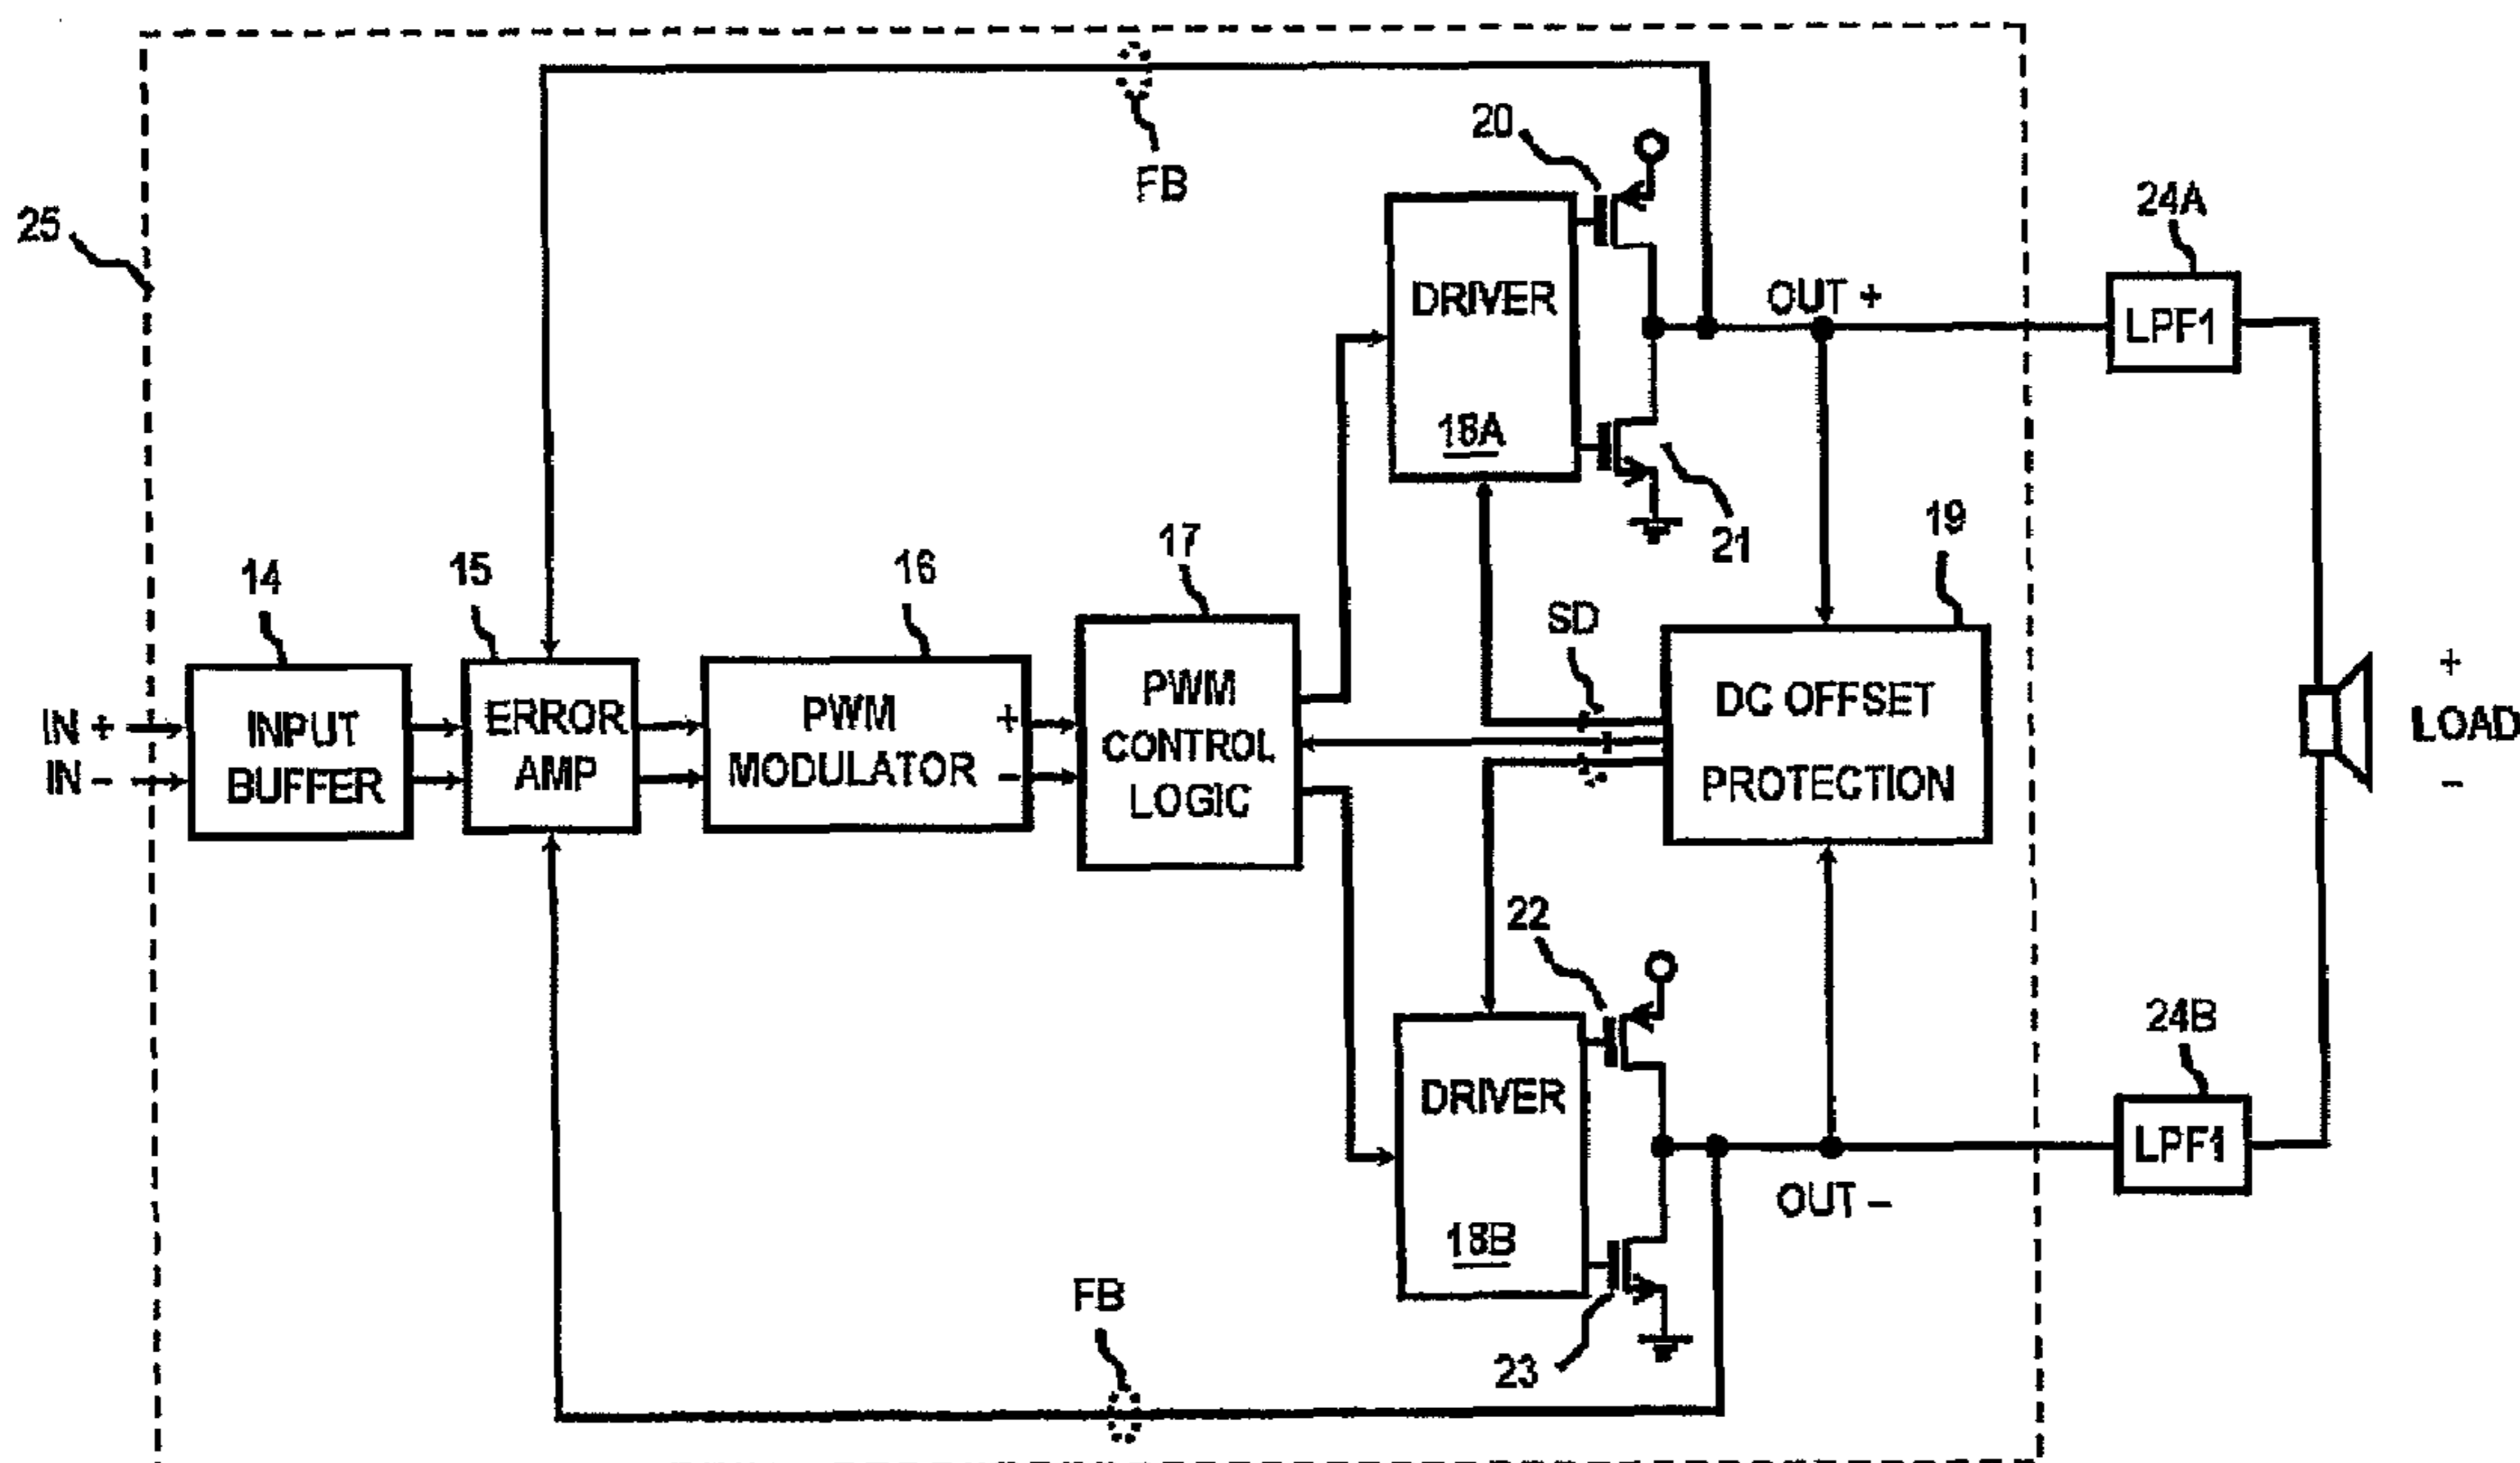 FB
20
25
24A
DRIVER
OUT +
LPF1
18A
21
19
17
16
15
14
SD
IN +
IN –
INPUT
BUFFER
ERROR
AMP
PWM
MODULATOR
+
–
PWM
CONTROL
LOGIC
DC OFFSET
PROTECTION
+
LOAD
–
22
24B
DRIVER
LPF1
OUT –
18B
FB
23